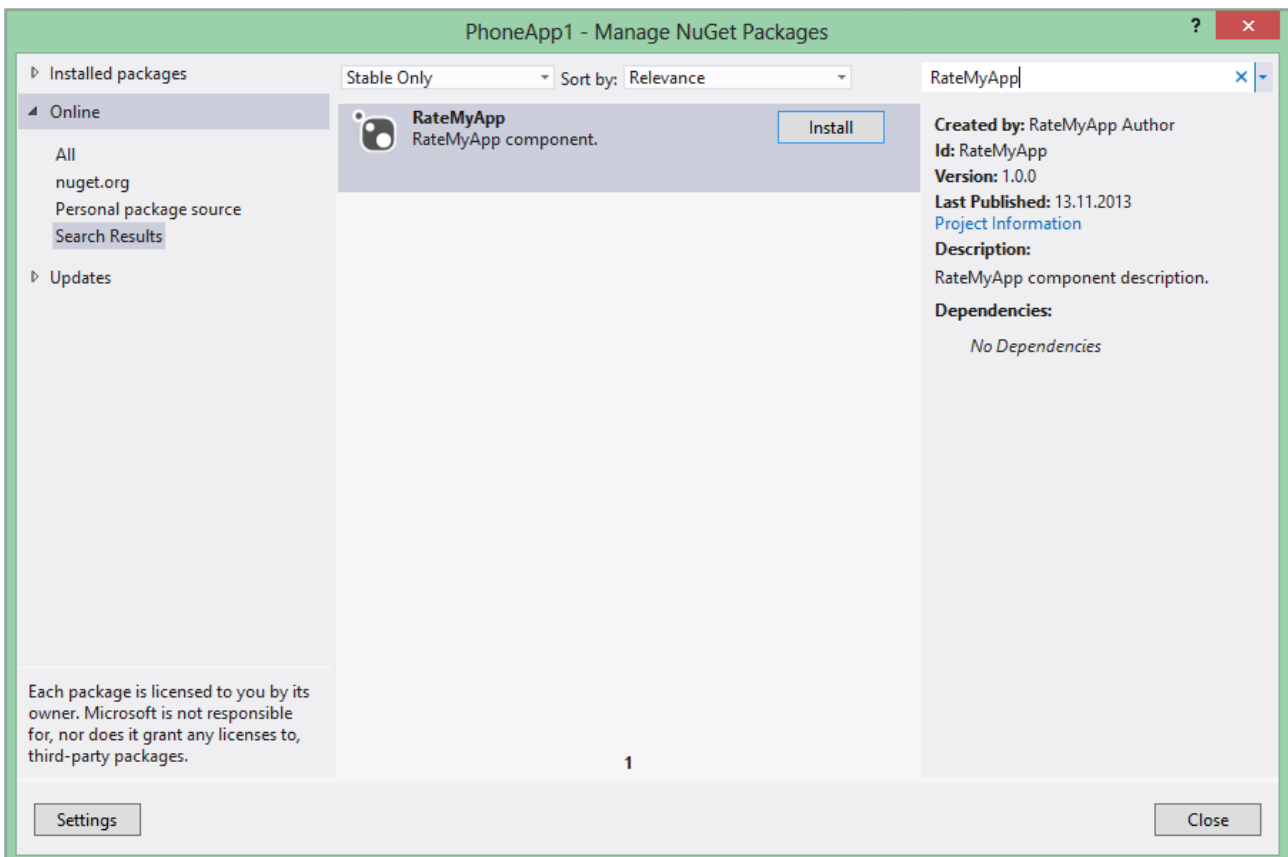 PhoneApp1 - Manage NuGet Packages
?
Installed packages
Online
All
nuget.org
Personal package source
Search Results
Updates
Each package is licensed to you by its
owner. Microsoft is not responsible
for, nor does it grant any licenses to,
third-party packages.
Stable Only
Sort by: Relevance
RateMyApp
RateMyApp component.
Install
1
RateMyApp
Created by: RateMyApp Author
Id: RateMyApp
Version: 1.0.0
Last Published: 13.11.2013
Project Information
Description:
RateMyApp component description.
Dependencies:
No Dependencies
Settings
Close